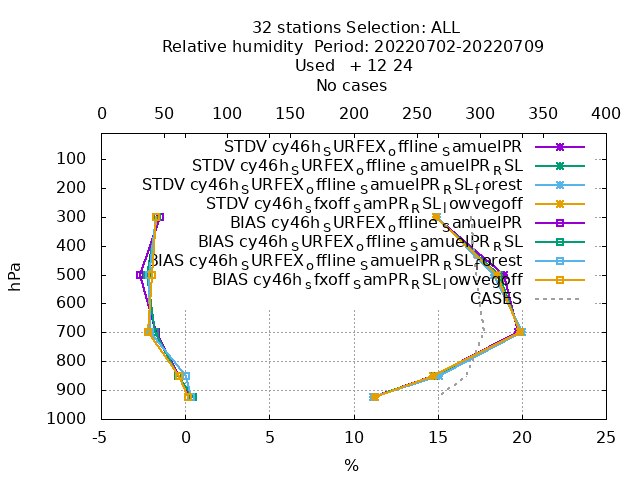 32 stations Selection: ALL
Relative humidity  Period: 20220702-20220709
Used   + 12 24
No cases
0 50 100 150 200 250 300 350 400
STDV cy46h_SURFEX_offline_samuelPR
100
STDV cy46h_SURFEX_offline_samuelPR_RSL
STDV cy46h_SURFEX_offline_samuelPR_RSL_forest
200
STDV cy46h_sfxoff_samPR_RSL_lowvegoff
300
BIAS cy46h_SURFEX_offline_samuelPR
400
BIAS cy46h_SURFEX_offline_samuelPR_RSL
BIAS cy46h_SURFEX_offline_samuelPR_RSL_forest
500
BIAS cy46h_sfxoff_samPR_RSL_lowvegoff
600
CASES
700
800
900
1000
hPa
-5 0 5 10 15 20 25
%